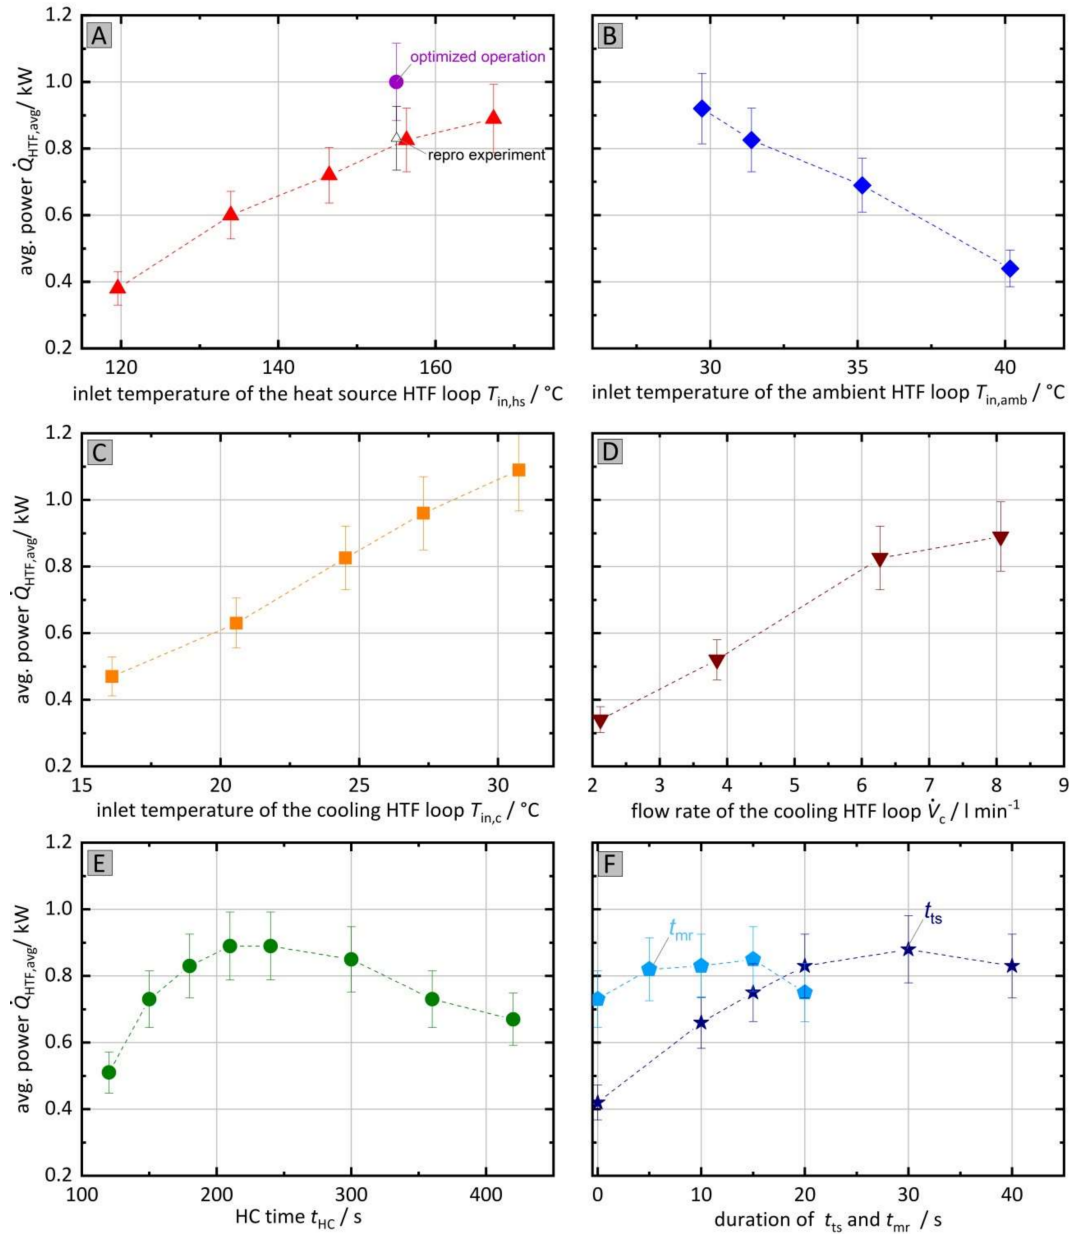 A
optimized operation
repro experiment
1.2
1.0
0.8
0.6
0.4
0.2
avg. power Q̇HTF,avg/ kW
120 140 160
inlet temperature of the heat source HTF loop Tin,hs / °C
B
30 35 40
inlet temperature of the ambient HTF loop Tin,amb / °C
C
1.2
1.0
0.8
0.6
0.4
0.2
avg. power Q̇HTF,avg/ kW
15 20 25 30
inlet temperature of the cooling HTF loop Tin,c / °C
D
2 3 4 5 6 7 8 9
flow rate of the cooling HTF loop V̇c / l min-1
E
1.2
1.0
0.8
0.6
0.4
0.2
avg. power Q̇HTF,avg/ kW
100 200 300 400
HC time tHC / s
F
tmr
tts
0 10 20 30 40
duration of tts and tmr / s